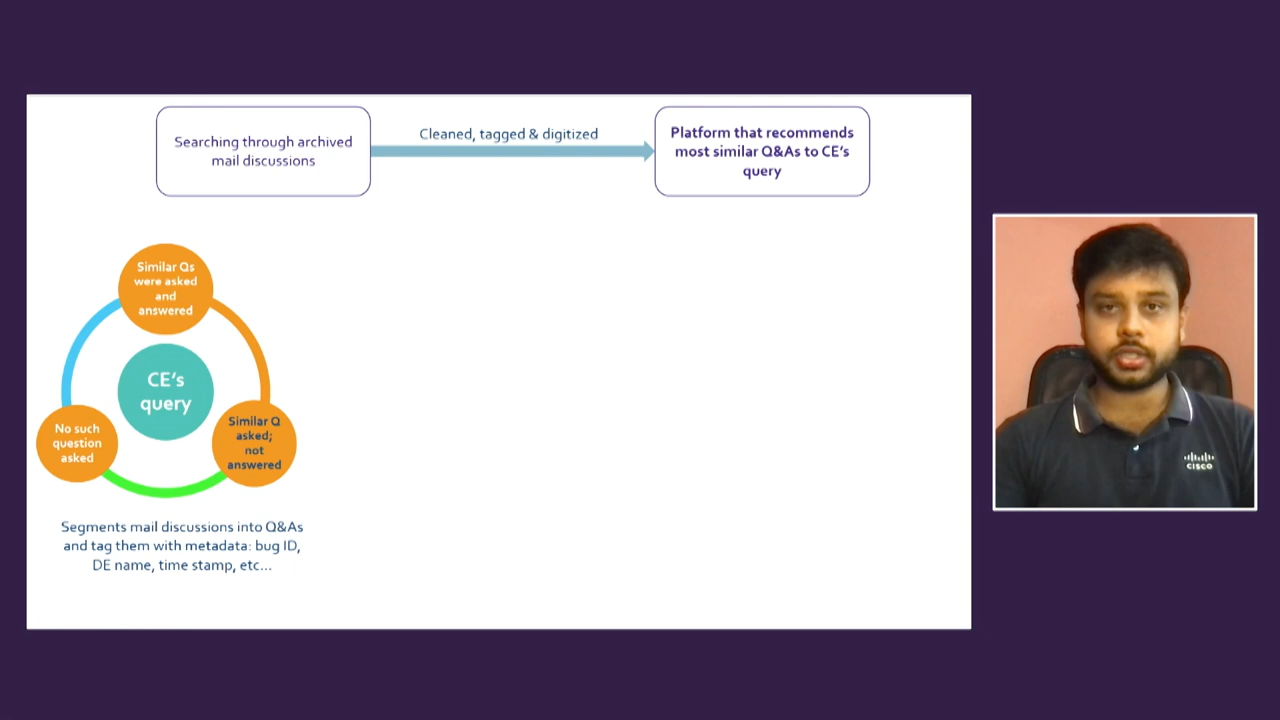 Searching through archived
mail discussions
Cleaned, tagged & digitized
Platform that recommends
most similar Q&As to CE's
query
Similar Qs
were asked
and
answered
CE's
query
No such
question
asked
Similar Q
asked;
not
answered
Segments mail discussions into Q&As
and tag them with metadata: bug ID,
DE name, time stamp, etc...
cisco